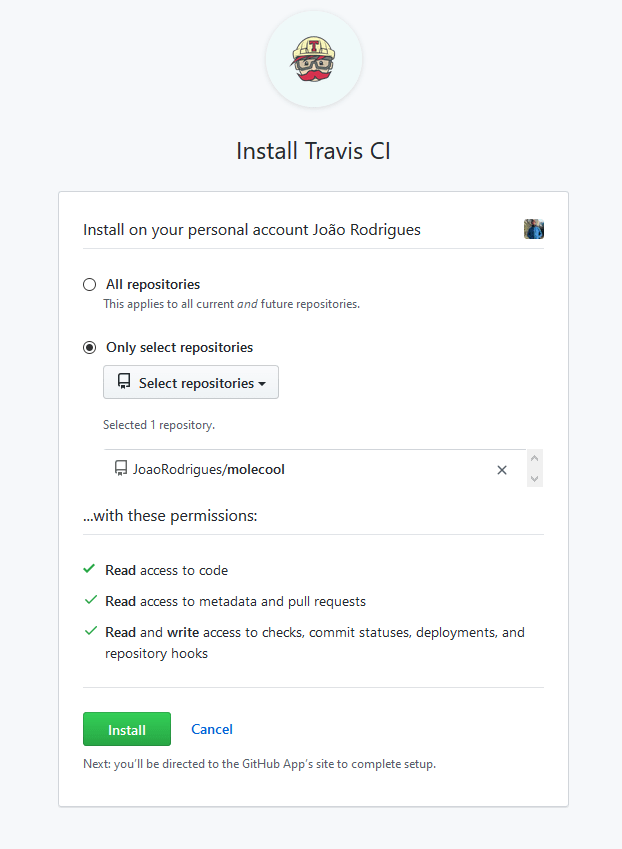 T
Install Travis CI
Install on your personal account João Rodrigues
All repositories
This applies to all current and future repositories.
Only select repositories
Select repositories
Selected 1 repository.
JoaoRodrigues/molecool
...with these permissions:
Read access to code
Read access to metadata and pull requests
Read and write access to checks, commit statuses, deployments, and
repository hooks
Install Cancel
Next: you'll be directed to the GitHub App's site to complete setup.